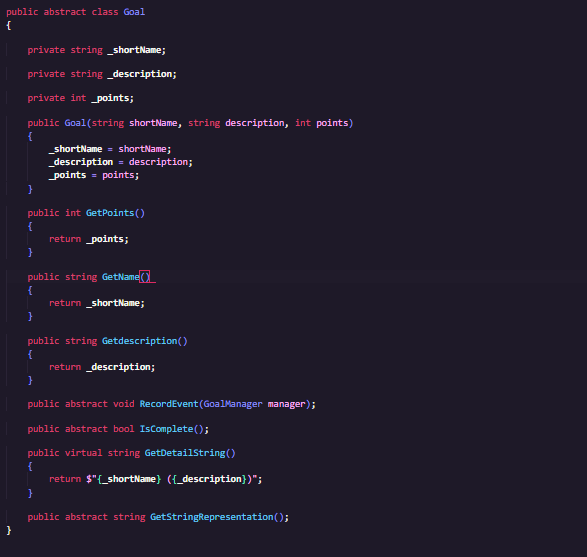 public abstract class Goal
{
private string _shortName;
private string _description;
private int _points;
public Goal(string shortName, string description, int points)
{
_shortName = shortName;
_description = description;
_points = points;
}
public int GetPoints()
{
return _points;
}
public string GetName()
{
return _shortName;
}
public string Getdescription()
{
return _description;
}
public abstract void RecordEvent(GoalManager manager);
public abstract bool IsComplete();
public virtual string GetDetailString()
{
return $"{_shortName} ({_description})";
}
public abstract string GetStringRepresentation();
}